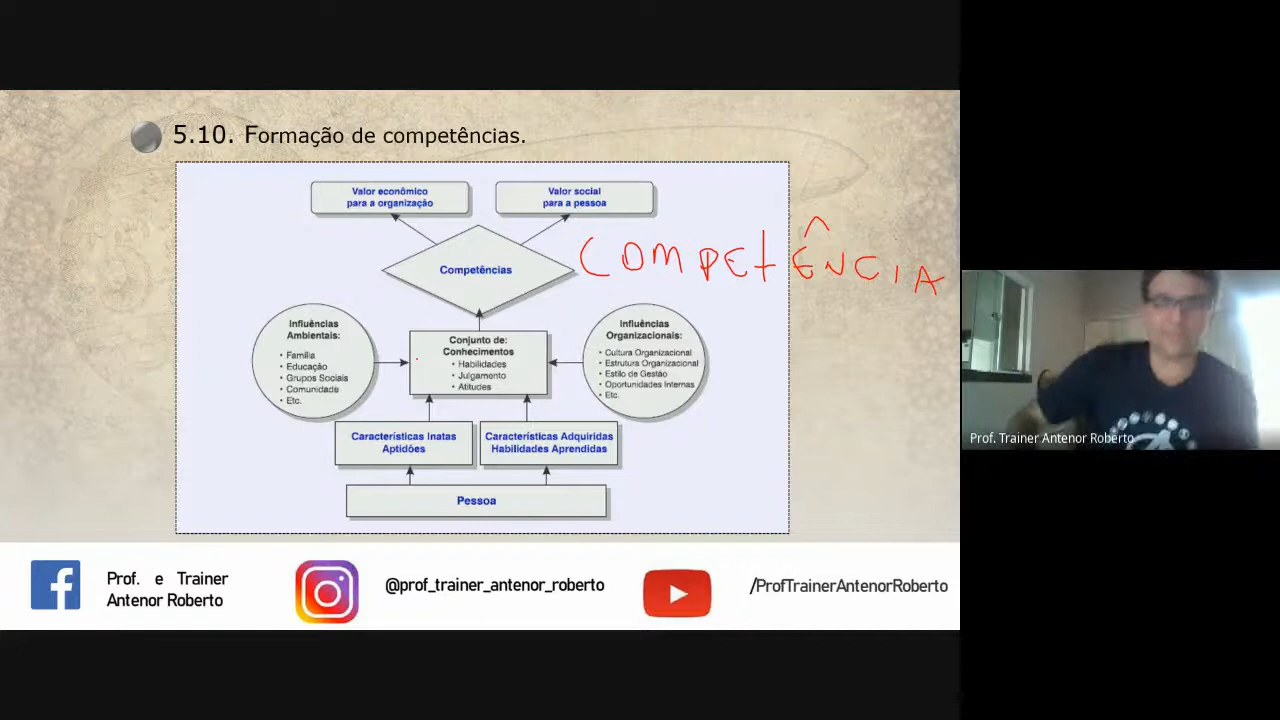 5.10. Formação de competências.
Valor econômico
para a organização
Valor social
para a pessoa
Competências
COMPETÊNCIA
Influências
Ambientais:
• Família
• Educação
• Grupos Sociais
• Comunidade
• Etc.
Conjunto de:
Conhecimentos
• Habilidades
• Julgamento
• Atitudes
Influências
Organizacionais:
• Cultura Organizacional
• Estrutura Organizacional
• Estilo de Gestão
• Oportunidades Internas
• Etc.
Características Inatas
Aptidões
Características Adquiridas
Habilidades Aprendidas
Pessoa
Prof. e Trainer
Antenor Roberto
@prof_trainer_antenor_roberto
/ProfTrainerAntenorRoberto
Prof. Trainer Antenor Roberto